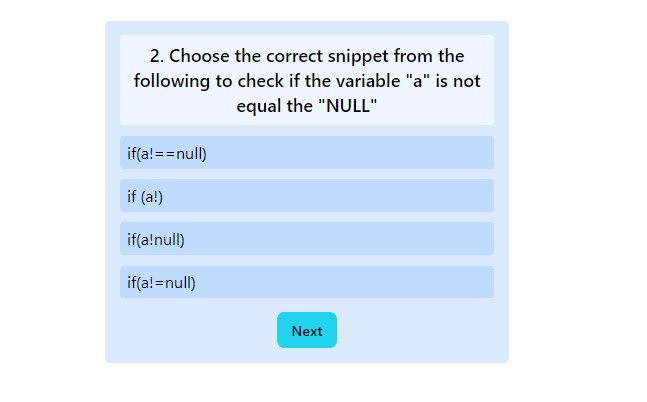 2. Choose the correct snippet from the
following to check if the variable "a" is not
equal the "NULL"
if(a!==null)
if (a!)
if(a!null)
if(a!=null)
Next